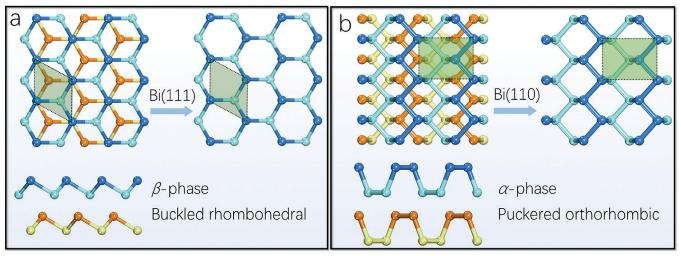 a
Bi(111)
β-phase
Buckled rhombohedral
b
Bi(110)
α-phase
Puckered orthorhombic